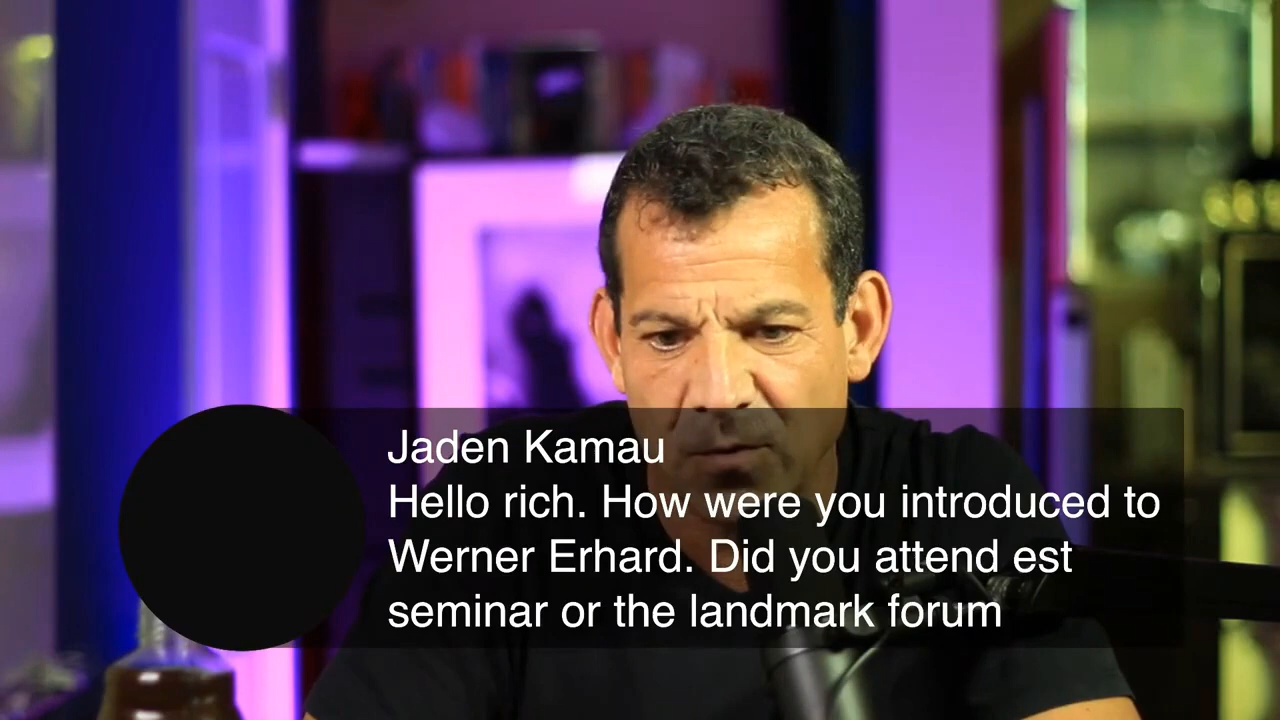 Jaden Kamau
Hello rich. How were you introduced to
Werner Erhard. Did you attend est
seminar or the landmark forum